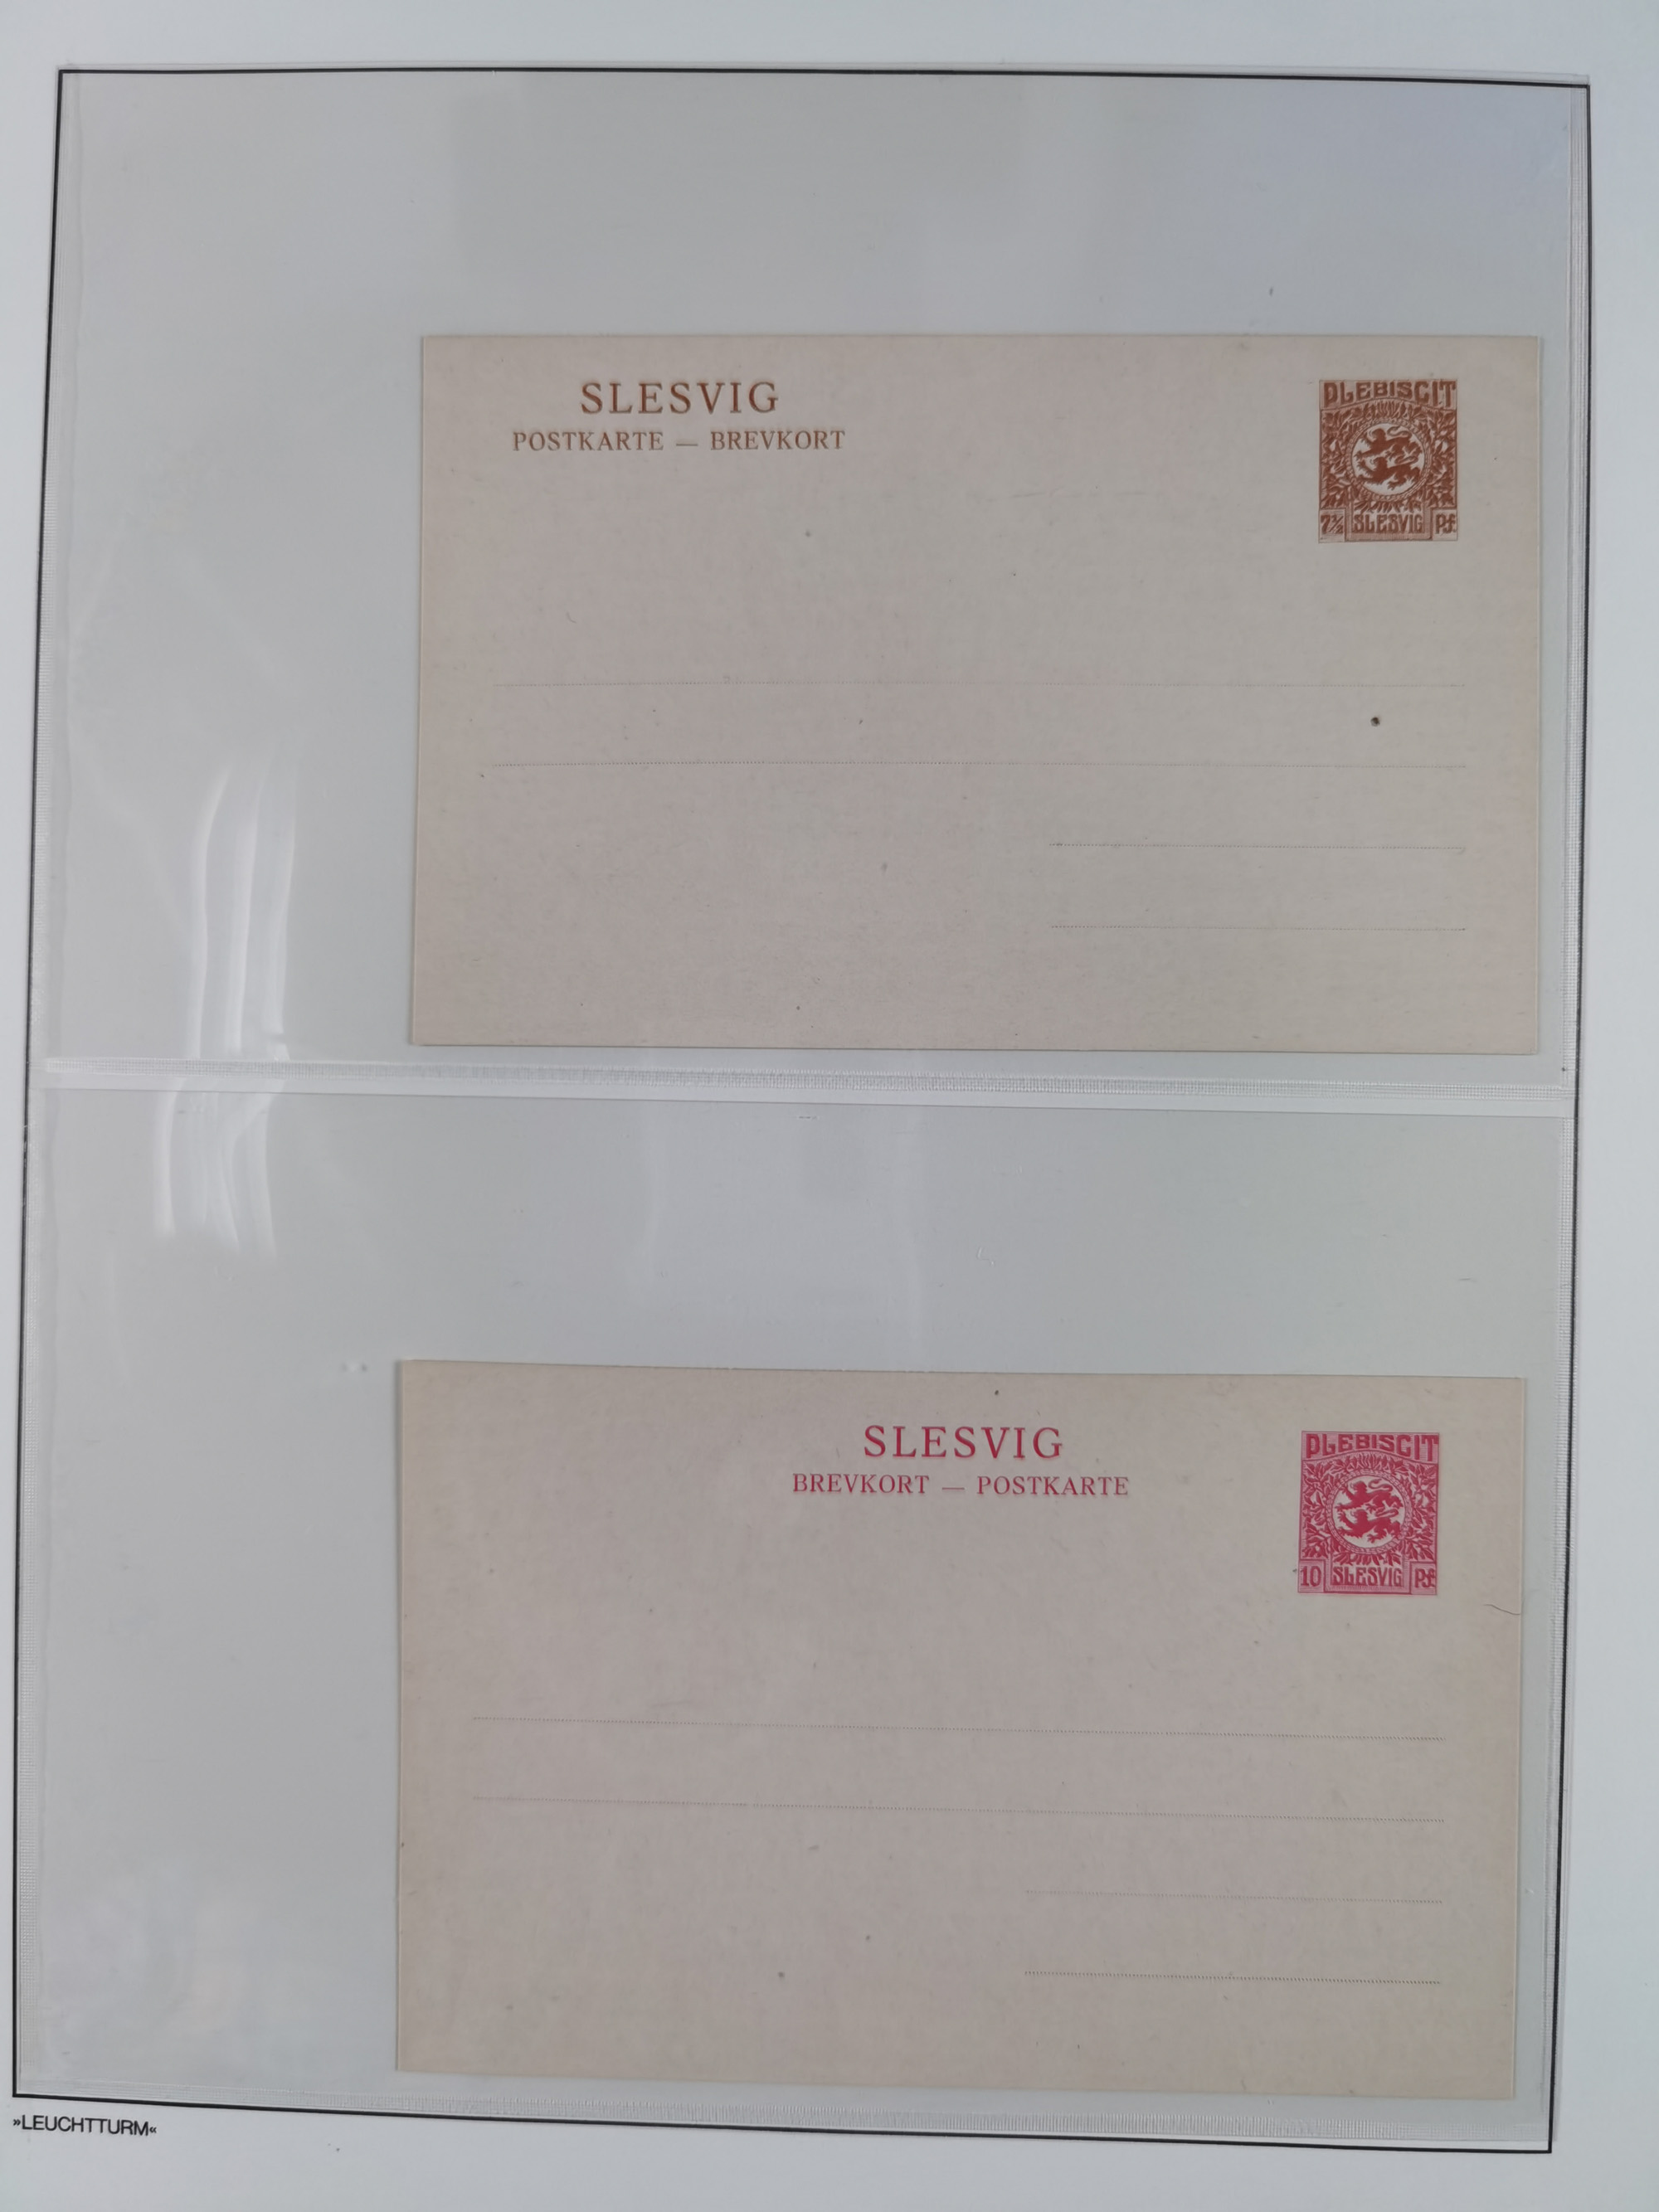 SLESVIG
POSTKARTE — BREVKORT
PLEBISCIT
7½ SLESVIG Pf.
SLESVIG
BREVKORT — POSTKARTE
PLEBISCIT
10 SLESVIG Pf.
»LEUCHTTURM«